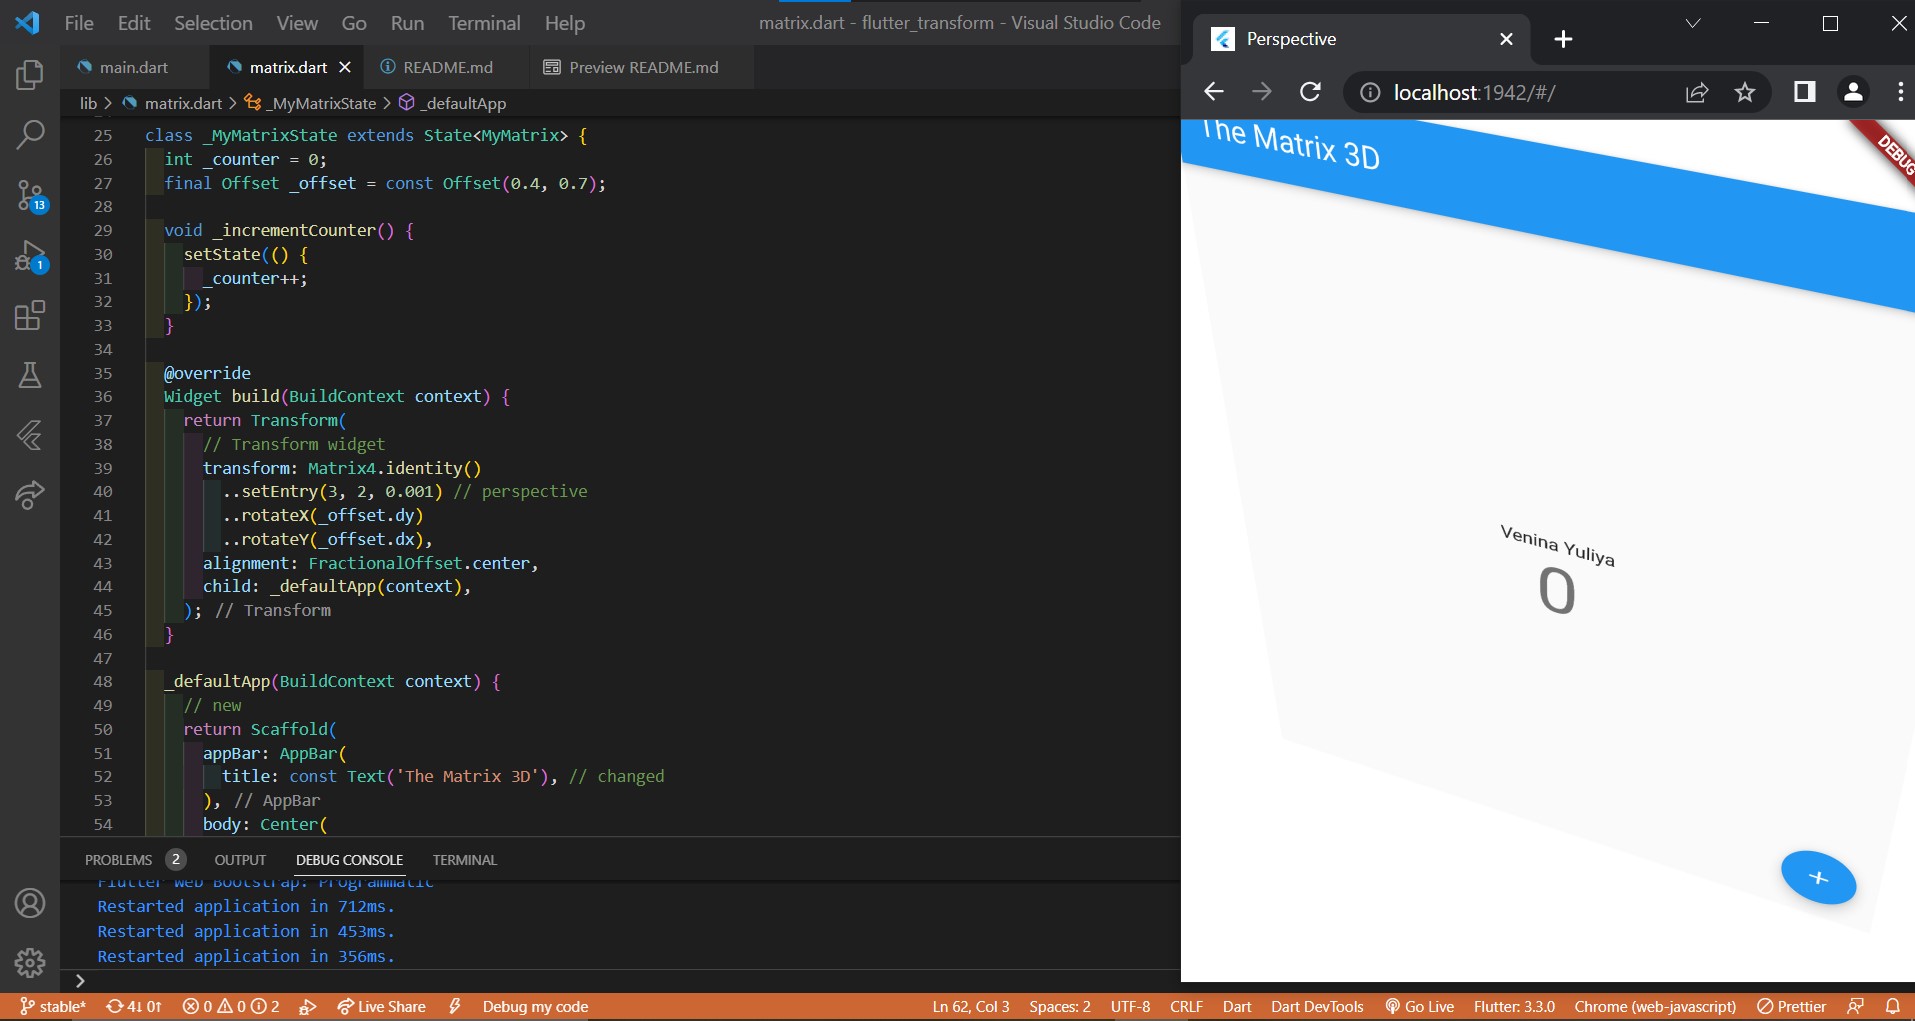 File Edit Selection View Go Run Terminal Help
matrix.dart - flutter_transform - Visual Studio Code
main.dart
matrix.dart
README.md
Preview README.md
lib > matrix.dart > _MyMatrixState > _defaultApp
25 class _MyMatrixState extends State<MyMatrix> {
26 int _counter = 0;
27 final Offset _offset = const Offset(0.4, 0.7);
28
29 void _incrementCounter() {
30 setState(() {
31 _counter++;
32 });
33 }
34
35 @override
36 Widget build(BuildContext context) {
37 return Transform(
38 // Transform widget
39 transform: Matrix4.identity()
40 ..setEntry(3, 2, 0.001) // perspective
41 ..rotateX(_offset.dy)
42 ..rotateY(_offset.dx),
43 alignment: FractionalOffset.center,
44 child: _defaultApp(context),
45 ); // Transform
46 }
47
48 _defaultApp(BuildContext context) {
49 // new
50 return Scaffold(
51 appBar: AppBar(
52 title: const Text('The Matrix 3D'), // changed
53 ), // AppBar
54 body: Center(
13
1
PROBLEMS 2 OUTPUT DEBUG CONSOLE TERMINAL
Flutter Web Bootstrap: Programmatic
Restarted application in 712ms.
Restarted application in 453ms.
Restarted application in 356ms.
>
stable* 4↓ 0↑ 0 0 2 Live Share Debug my code Ln 62, Col 3 Spaces: 2 UTF-8 CRLF Dart Dart DevTools Go Live Flutter: 3.3.0 Chrome (web-javascript) Prettier
Perspective
localhost:1942/#/
The Matrix 3D
DEBUG
Venina Yuliya
0
+